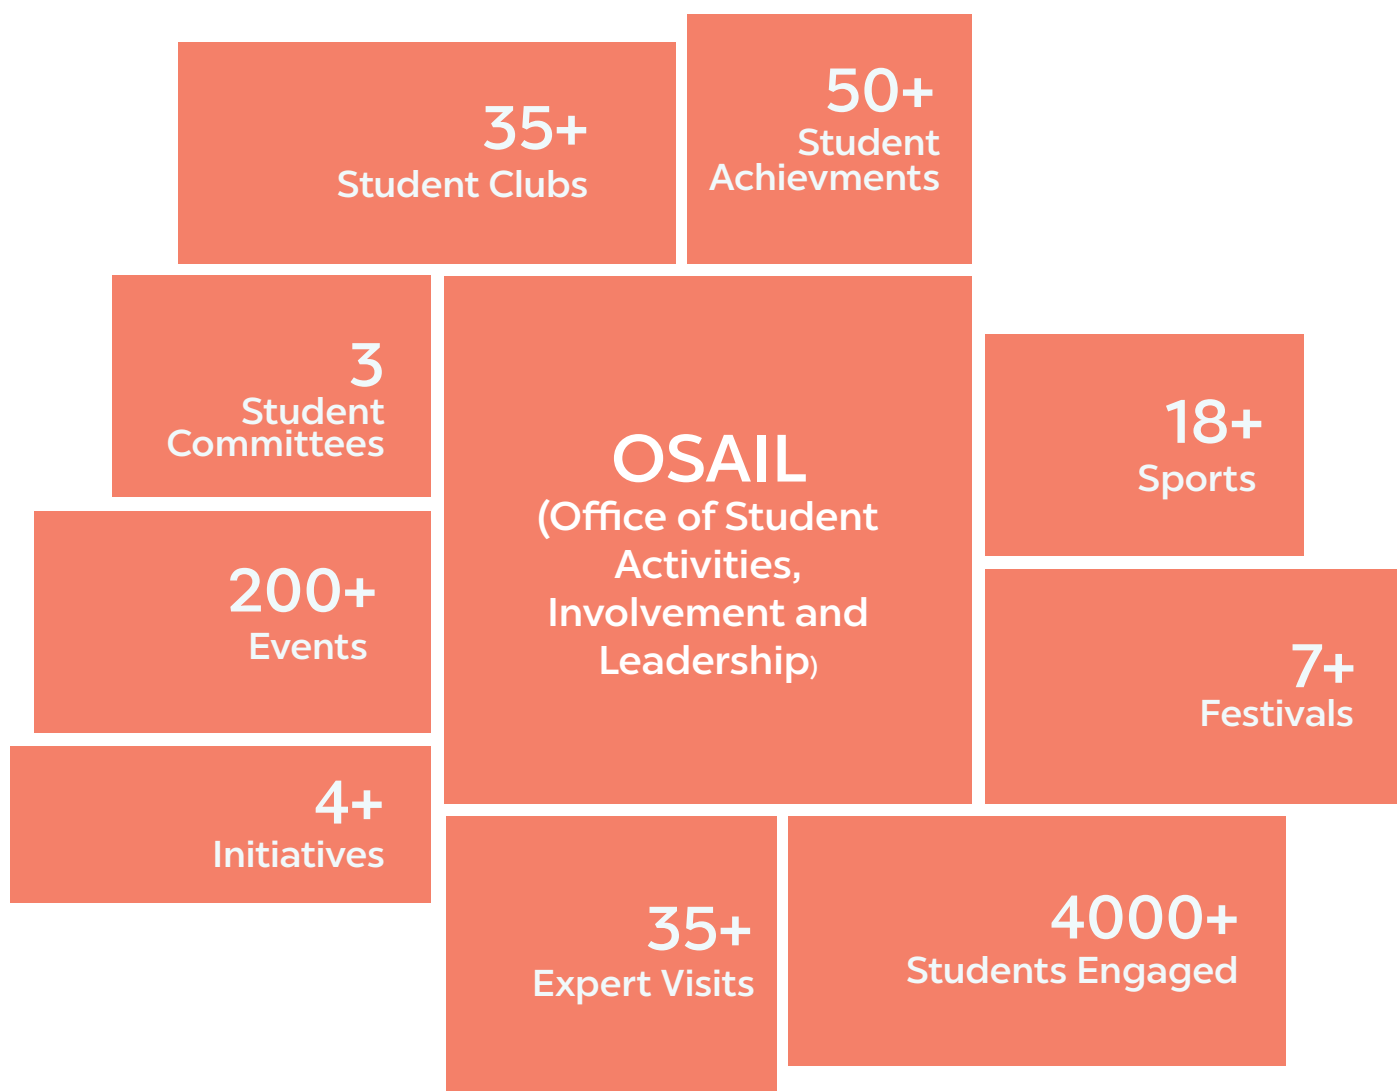 35+
Student Clubs
50+
Student
Achievments
3
Student
Committees
OSAIL
(Office of Student
Activities,
Involvement and
Leadership)
18+
Sports
200+
Events
7+
Festivals
4+
Initiatives
35+
Expert Visits
4000+
Students Engaged